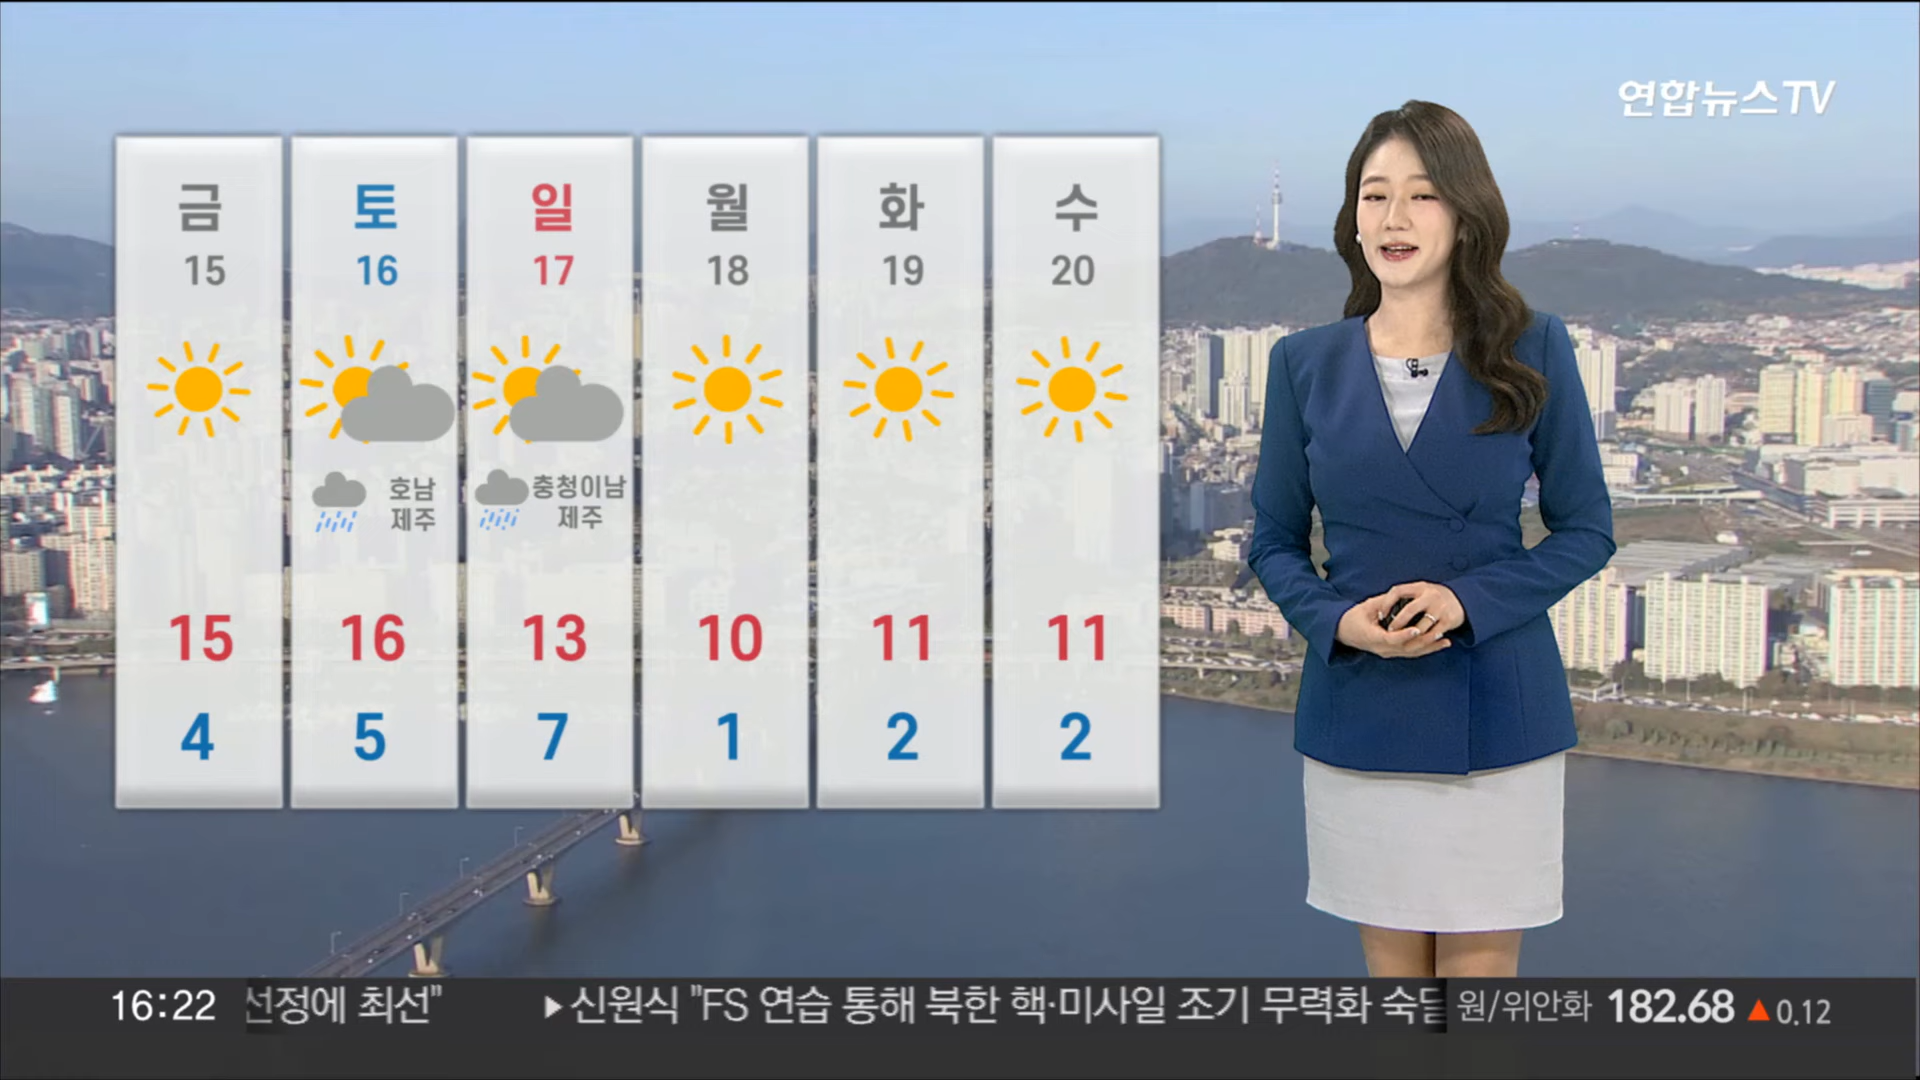 연합뉴스TV
금 토 일 월 화 수
15 16 17 18 19 20
호남 충청이남
제주 제주
15 16 13 10 11 11
4 5 7 1 2 2
16:22 선정에 최선" ▶신원식 "FS 연습 통해 북한 핵·미사일 조기 무력화 숙달 원/위안화 182.68 ▲0.12